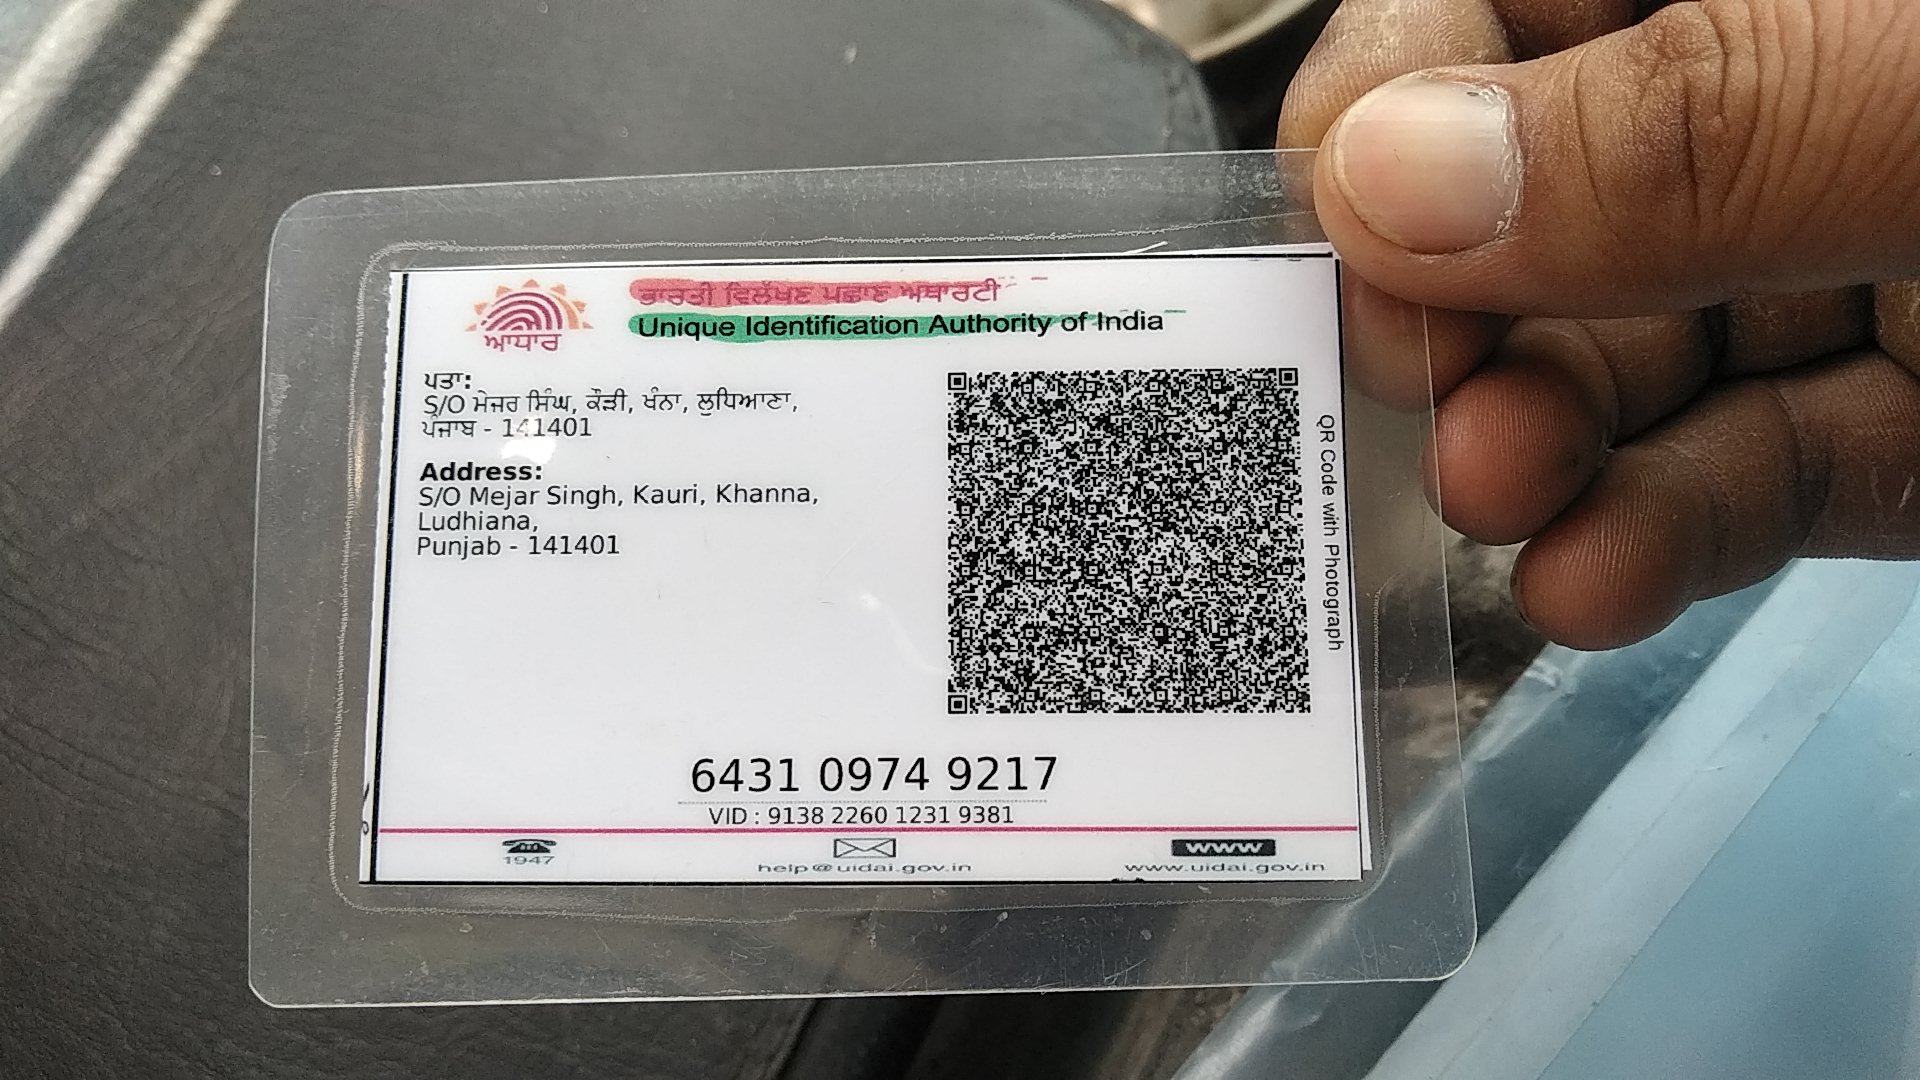 ਭਾਰਤੀ ਵਿਲੱਖਣ ਪਛਾਣ ਅਥਾਰਟੀ
Unique Identification Authority of India
ਆਧਾਰ
ਪਤਾ:
S/O ਮੇਜਰ ਸਿੰਘ, ਕੌੜੀ, ਖੰਨਾ, ਲੁਧਿਆਣਾ,
ਪੰਜਾਬ - 141401
Address:
S/O Mejar Singh, Kauri, Khanna,
Ludhiana,
Punjab - 141401
QR Code with Photograph
6431 0974 9217
VID : 9138 2260 1231 9381
1947
help@uidai.gov.in
www
www.uidai.gov.in